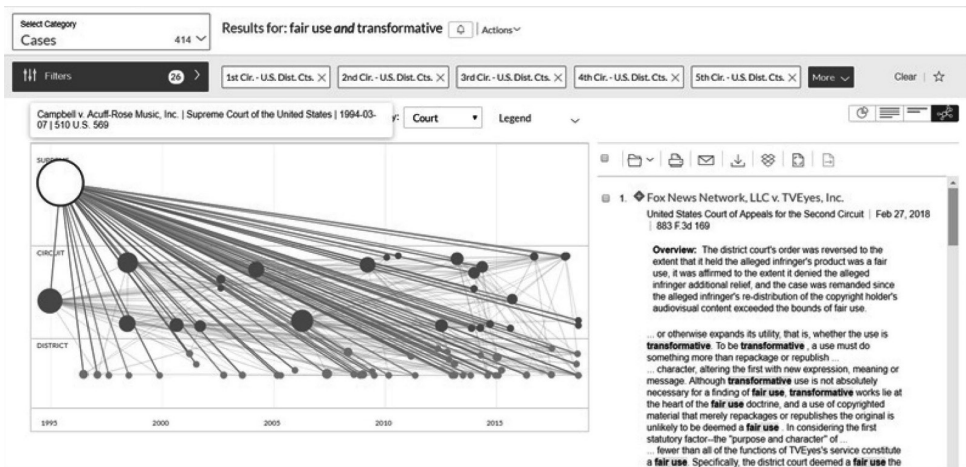 Select Category
Cases 414
Results for: fair use and transformative
Actions
Filters 26
1st Cir. - U.S. Dist. Cts. X
2nd Cir. - U.S. Dist. Cts. X
3rd Cir. - U.S. Dist. Cts. X
4th Cir. - U.S. Dist. Cts. X
5th Cir. - U.S. Dist. Cts. X
More
Clear
Campbell v. Acuff-Rose Music, Inc. | Supreme Court of the United States | 1994-03-
07 | 510 U.S. 569
y: Court
Legend
CIRCUIT
DISTRICT
1995 2000 2005 2010 2015
1. Fox News Network, LLC v. TVEyes, Inc.
United States Court of Appeals for the Second Circuit | Feb 27, 2018
| 883 F.3d 169
Overview: The district court's order was reversed to the
extent that it held the alleged infringer's product was a fair
use, it was affirmed to the extent it denied the alleged
infringer additional relief, and the case was remanded since
the alleged infringer's re-distribution of the copyright holder's
audiovisual content exceeded the bounds of fair use.
... or otherwise expands its utility, that is, whether the use is
transformative. To be transformative , a use must do
something more than repackage or republish ...
... character, altering the first with new expression, meaning or
message. Although transformative use is not absolutely
necessary for a finding of fair use, transformative works lie at
the heart of the fair use doctrine, and a use of copyrighted
material that merely repackages or republishes the original is
unlikely to be deemed a fair use . In considering the first
statutory factor--the "purpose and character" of ...
... fewer than all of the functions of TVEyes's service constitute
a fair use. Specifically, the district court deemed a fair use the